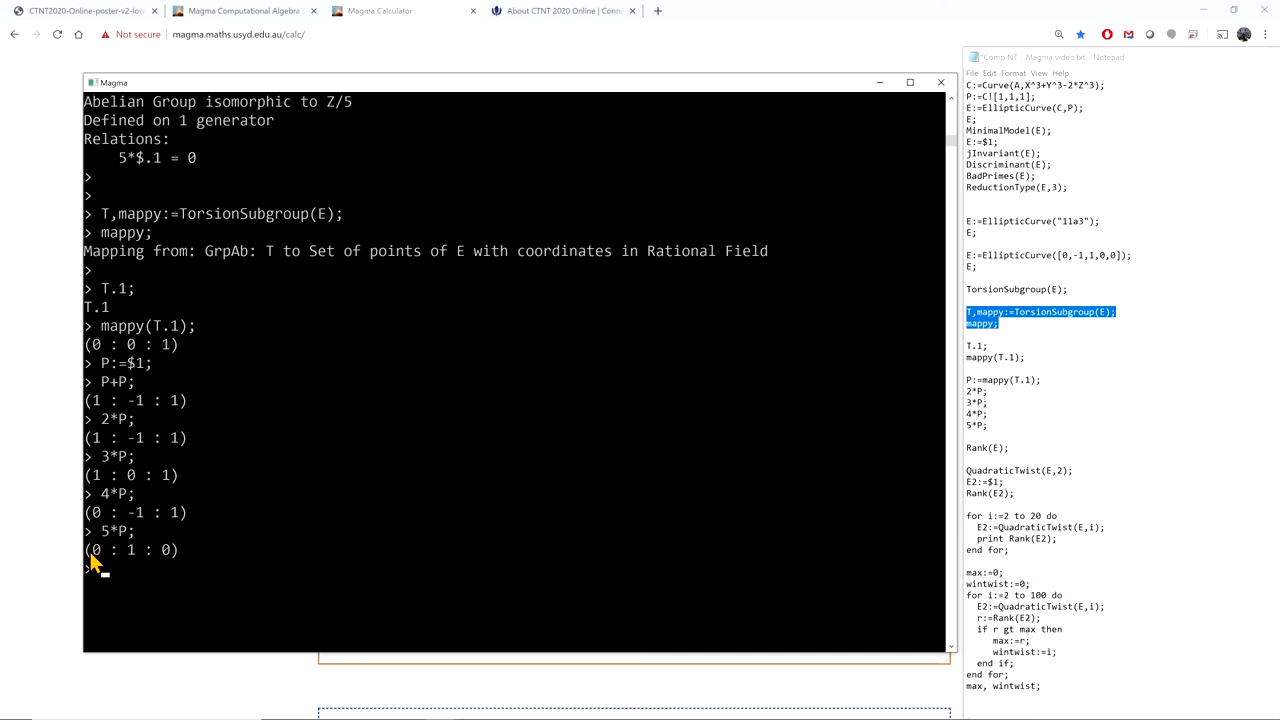 CTNT2020-Online-poster-v2-low
Magma Computational Algebra
Magma Calculator
About CTNT 2020 Online | Conn
Not secure
magma.maths.usyd.edu.au/calc/
Magma
Abelian Group isomorphic to Z/5
Defined on 1 generator
Relations:
5*$.1 = 0
>
>
> T,mappy:=TorsionSubgroup(E);
> mappy;
Mapping from: GrpAb: T to Set of points of E with coordinates in Rational Field
>
> T.1;
T.1
> mappy(T.1);
(0 : 0 : 1)
> P:=$1;
> P+P;
(1 : -1 : 1)
> 2*P;
(1 : -1 : 1)
> 3*P;
(1 : 0 : 1)
> 4*P;
(0 : -1 : 1)
> 5*P;
(0 : 1 : 0)
>
*Comp NT - Magma video.txt - Notepad
File Edit Format View Help
C:=Curve(A,X^3+Y^3-2*Z^3);
P:=C![1,1,1];
E:=EllipticCurve(C,P);
E;
MinimalModel(E);
E:=$1;
jInvariant(E);
Discriminant(E);
BadPrimes(E);
ReductionType(E,3);
E:=EllipticCurve("11a3");
E;
E:=EllipticCurve([0,-1,1,0,0]);
E;
TorsionSubgroup(E);
T,mappy:=TorsionSubgroup(E);
mappy;
T.1;
mappy(T.1);
P:=mappy(T.1);
2*P;
3*P;
4*P;
5*P;
Rank(E);
QuadraticTwist(E,2);
E2:=$1;
Rank(E2);
for i:=2 to 20 do
E2:=QuadraticTwist(E,i);
print Rank(E2);
end for;
max:=0;
wintwist:=0;
for i:=2 to 100 do
E2:=QuadraticTwist(E,i);
r:=Rank(E2);
if r gt max then
max:=r;
wintwist:=i;
end if;
end for;
max, wintwist;